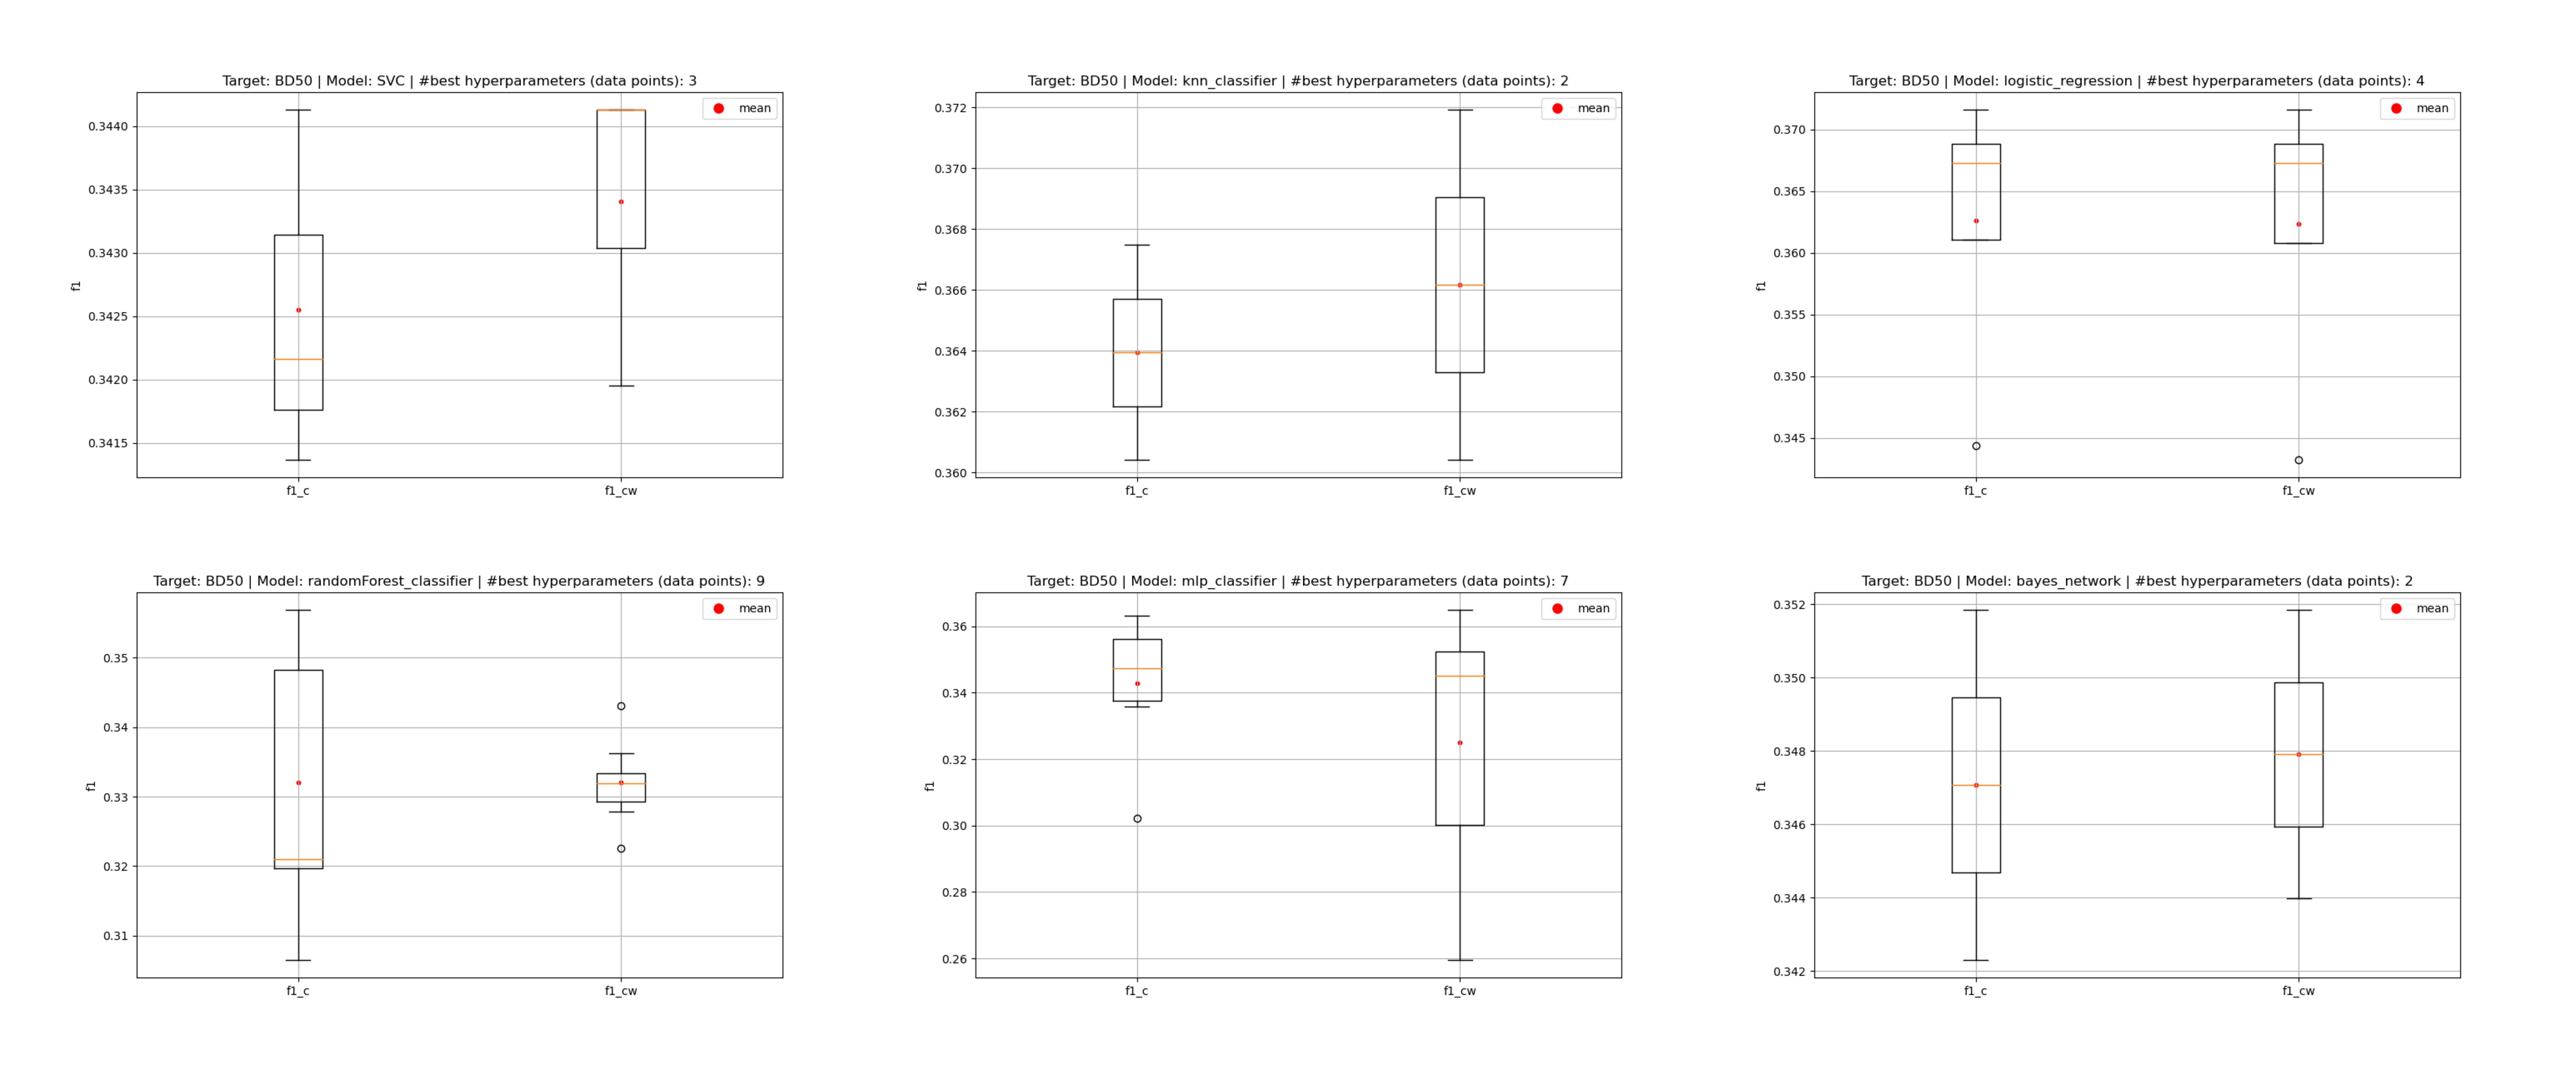 Target: BD50 | Model: SVC | #best hyperparameters (data points): 3
mean
0.3440
0.3435
0.3430
0.3425
0.3420
0.3415
f1
f1_c
f1_cw
Target: BD50 | Model: knn_classifier | #best hyperparameters (data points): 2
mean
0.372
0.370
0.368
0.366
0.364
0.362
0.360
f1
f1_c
f1_cw
Target: BD50 | Model: logistic_regression | #best hyperparameters (data points): 4
mean
0.370
0.365
0.360
0.355
0.350
0.345
f1
f1_c
f1_cw
Target: BD50 | Model: randomForest_classifier | #best hyperparameters (data points): 9
mean
0.35
0.34
0.33
0.32
0.31
f1
f1_c
f1_cw
Target: BD50 | Model: mlp_classifier | #best hyperparameters (data points): 7
mean
0.36
0.34
0.32
0.30
0.28
0.26
f1
f1_c
f1_cw
Target: BD50 | Model: bayes_network | #best hyperparameters (data points): 2
mean
0.352
0.350
0.348
0.346
0.344
0.342
f1
f1_c
f1_cw